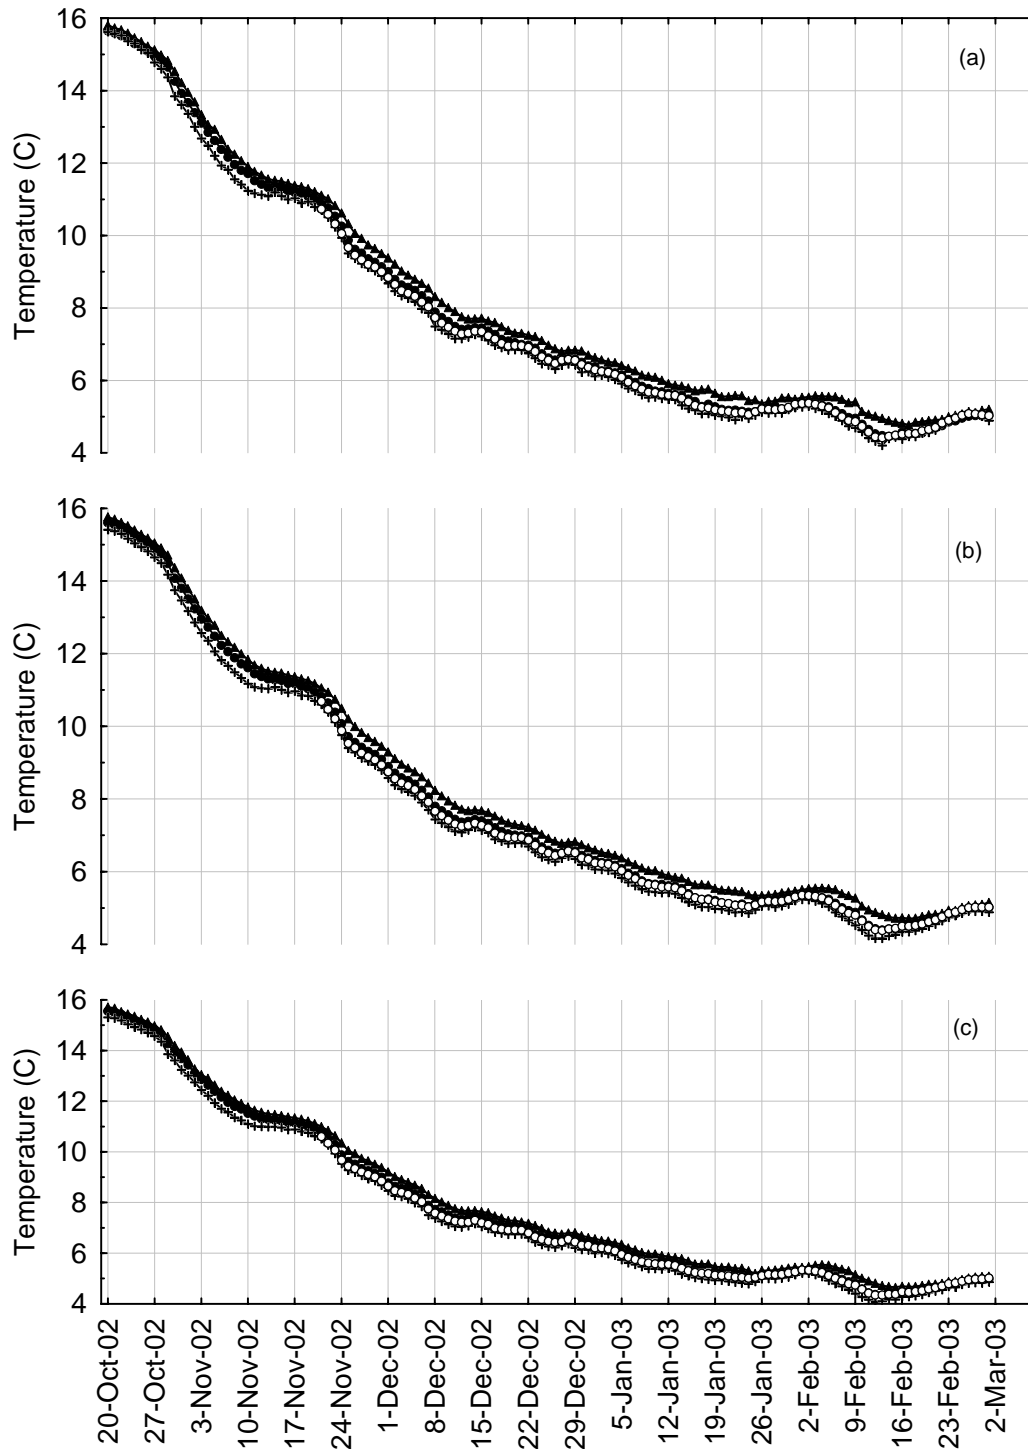 16
(a)
14
12
10
8
6
4
Temperature (C)
16
(b)
14
12
10
8
6
4
Temperature (C)
16
(c)
14
12
10
8
6
4
Temperature (C)
20-Oct-02
27-Oct-02
3-Nov-02
10-Nov-02
17-Nov-02
24-Nov-02
1-Dec-02
8-Dec-02
15-Dec-02
22-Dec-02
29-Dec-02
5-Jan-03
12-Jan-03
19-Jan-03
26-Jan-03
2-Feb-03
9-Feb-03
16-Feb-03
23-Feb-03
2-Mar-03